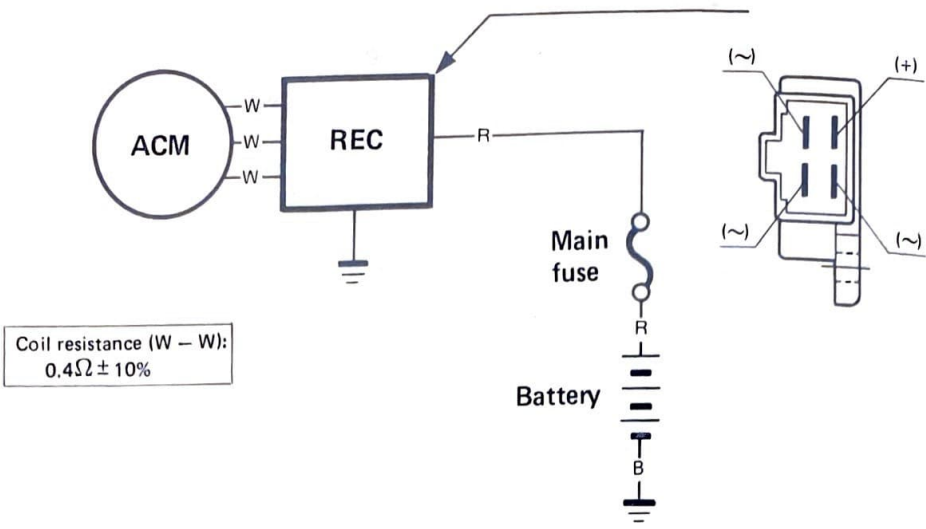 (~)
(+)
W
ACM
W
REC
R
W
(~)
(~)
Main
fuse
R
Coil resistance (W – W):
0.4Ω ± 10%
Battery
B